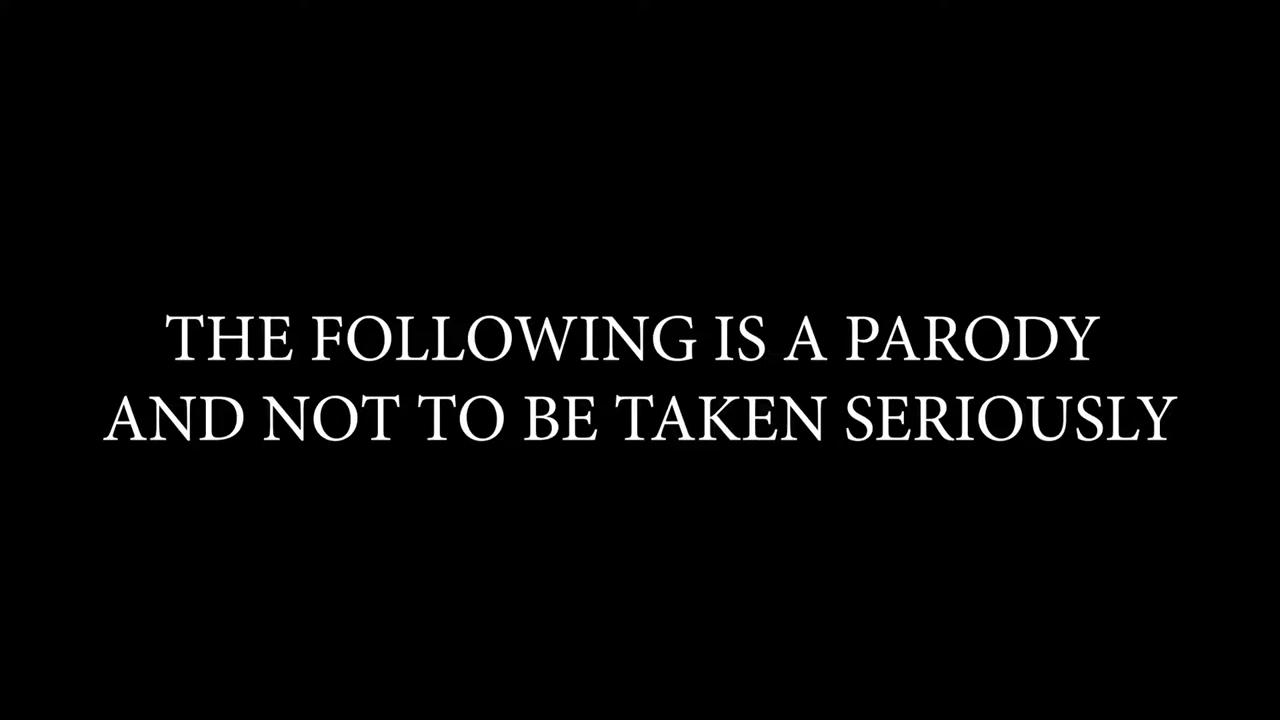 THE FOLLOWING IS A PARODY
AND NOT TO BE TAKEN SERIOUSLY